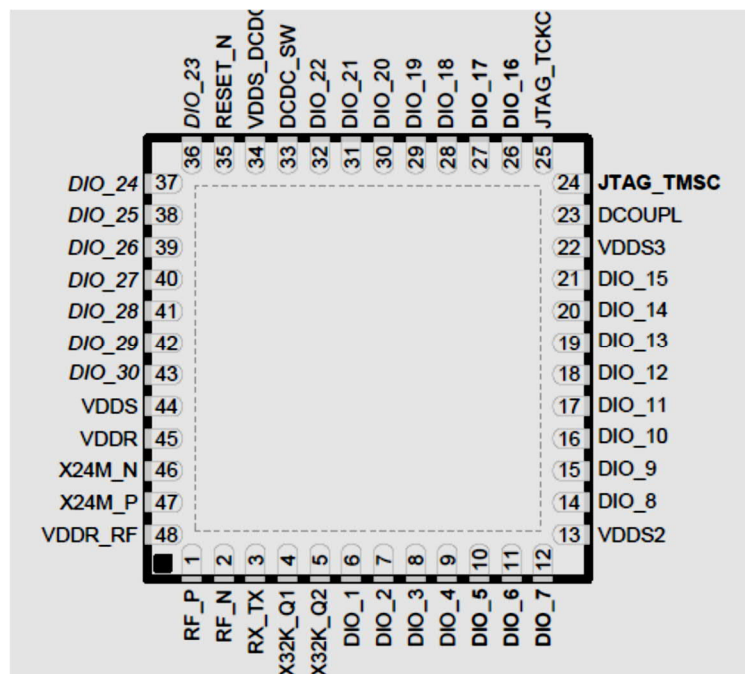 DIO_23
RESET_N
VDDS_DCDC
DCDC_SW
DIO_22
DIO_21
DIO_20
DIO_19
DIO_18
DIO_17
DIO_16
JTAG_TCKC
36
35
34
33
32
31
30
29
28
27
26
25
DIO_24 37
DIO_25 38
DIO_26 39
DIO_27 40
DIO_28 41
DIO_29 42
DIO_30 43
VDDS 44
VDDR 45
X24M_N 46
X24M_P 47
VDDR_RF 48
24 JTAG_TMSC
23 DCOUPL
22 VDDS3
21 DIO_15
20 DIO_14
19 DIO_13
18 DIO_12
17 DIO_11
16 DIO_10
15 DIO_9
14 DIO_8
13 VDDS2
1
2
3
4
5
6
7
8
9
10
11
12
RF_P
RF_N
RX_TX
X32K_Q1
X32K_Q2
DIO_1
DIO_2
DIO_3
DIO_4
DIO_5
DIO_6
DIO_7